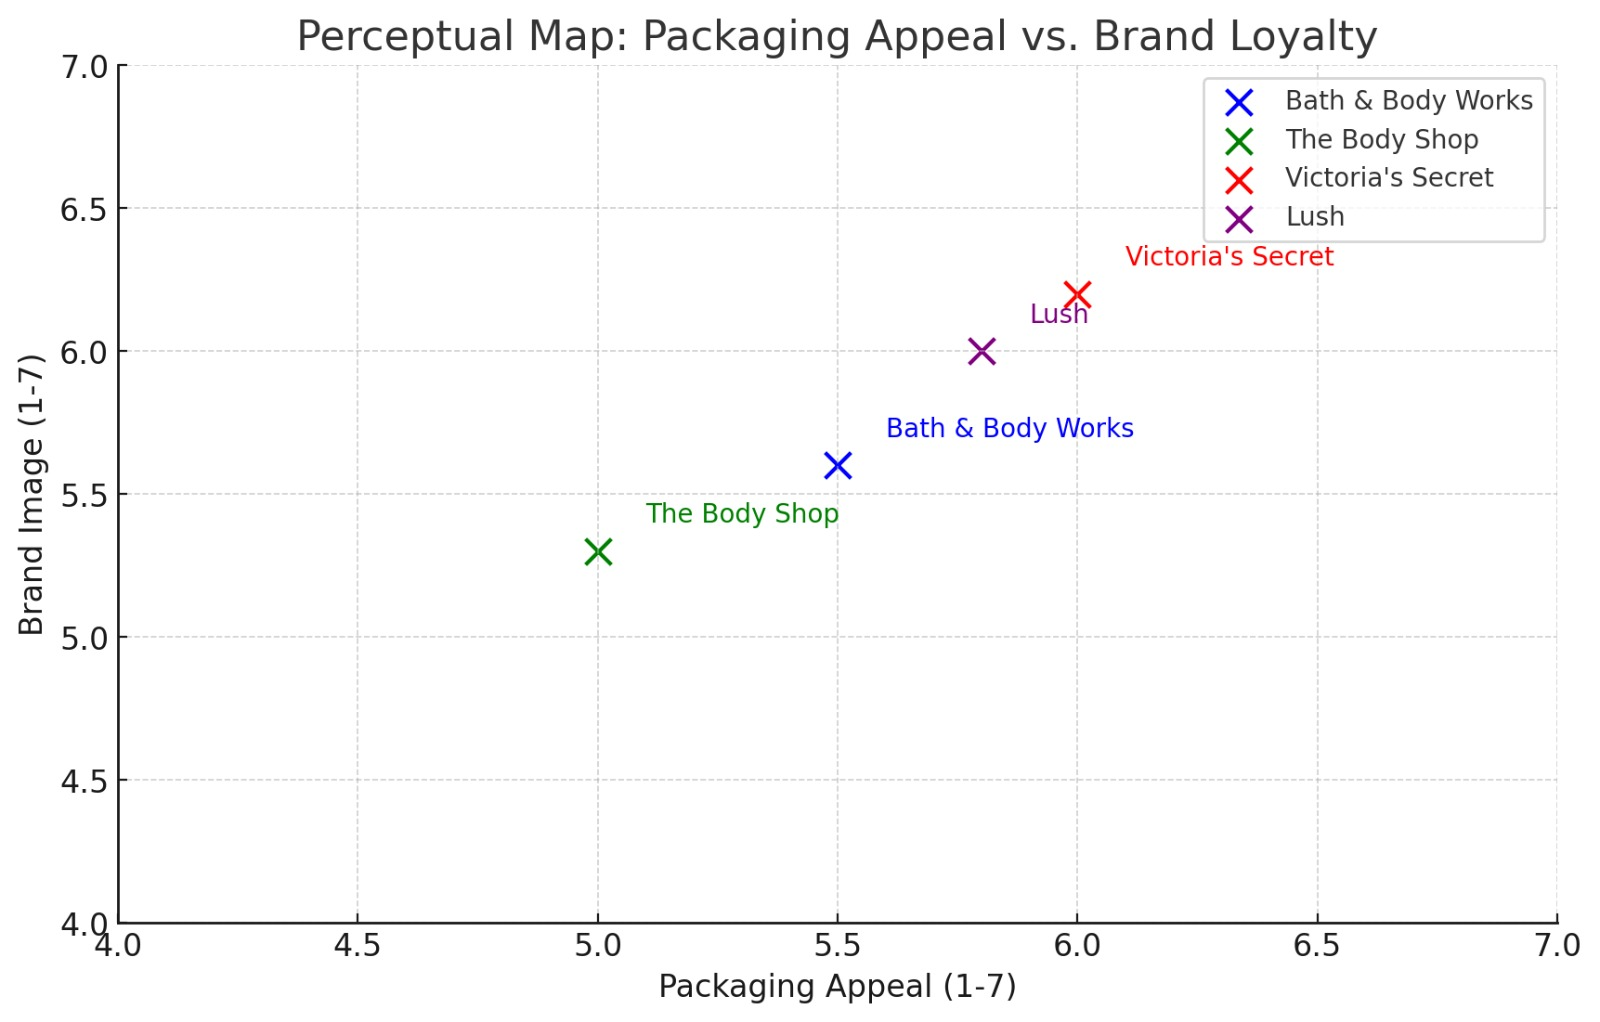 Perceptual Map: Packaging Appeal vs. Brand Loyalty
7.0
6.5
6.0
5.5
5.0
4.5
4.0
Brand Image (1-7)
Bath & Body Works
The Body Shop
Victoria's Secret
Lush
Victoria's Secret
Lush
Bath & Body Works
The Body Shop
4.0 4.5 5.0 5.5 6.0 6.5 7.0
Packaging Appeal (1-7)